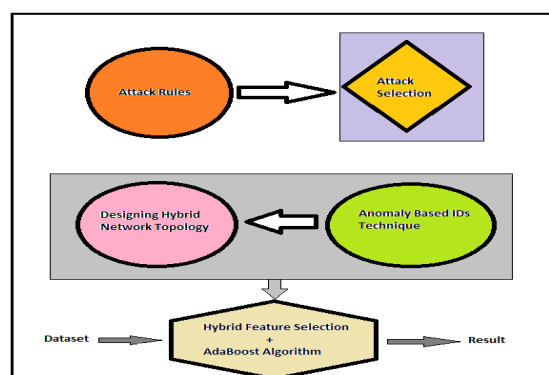 Attack Rules
Attack
Selection
Designing Hybrid
Network Topology
Anomaly Based IDs
Technique
Hybrid Feature Selection
+
AdaBoost Algorithm
Dataset
Result